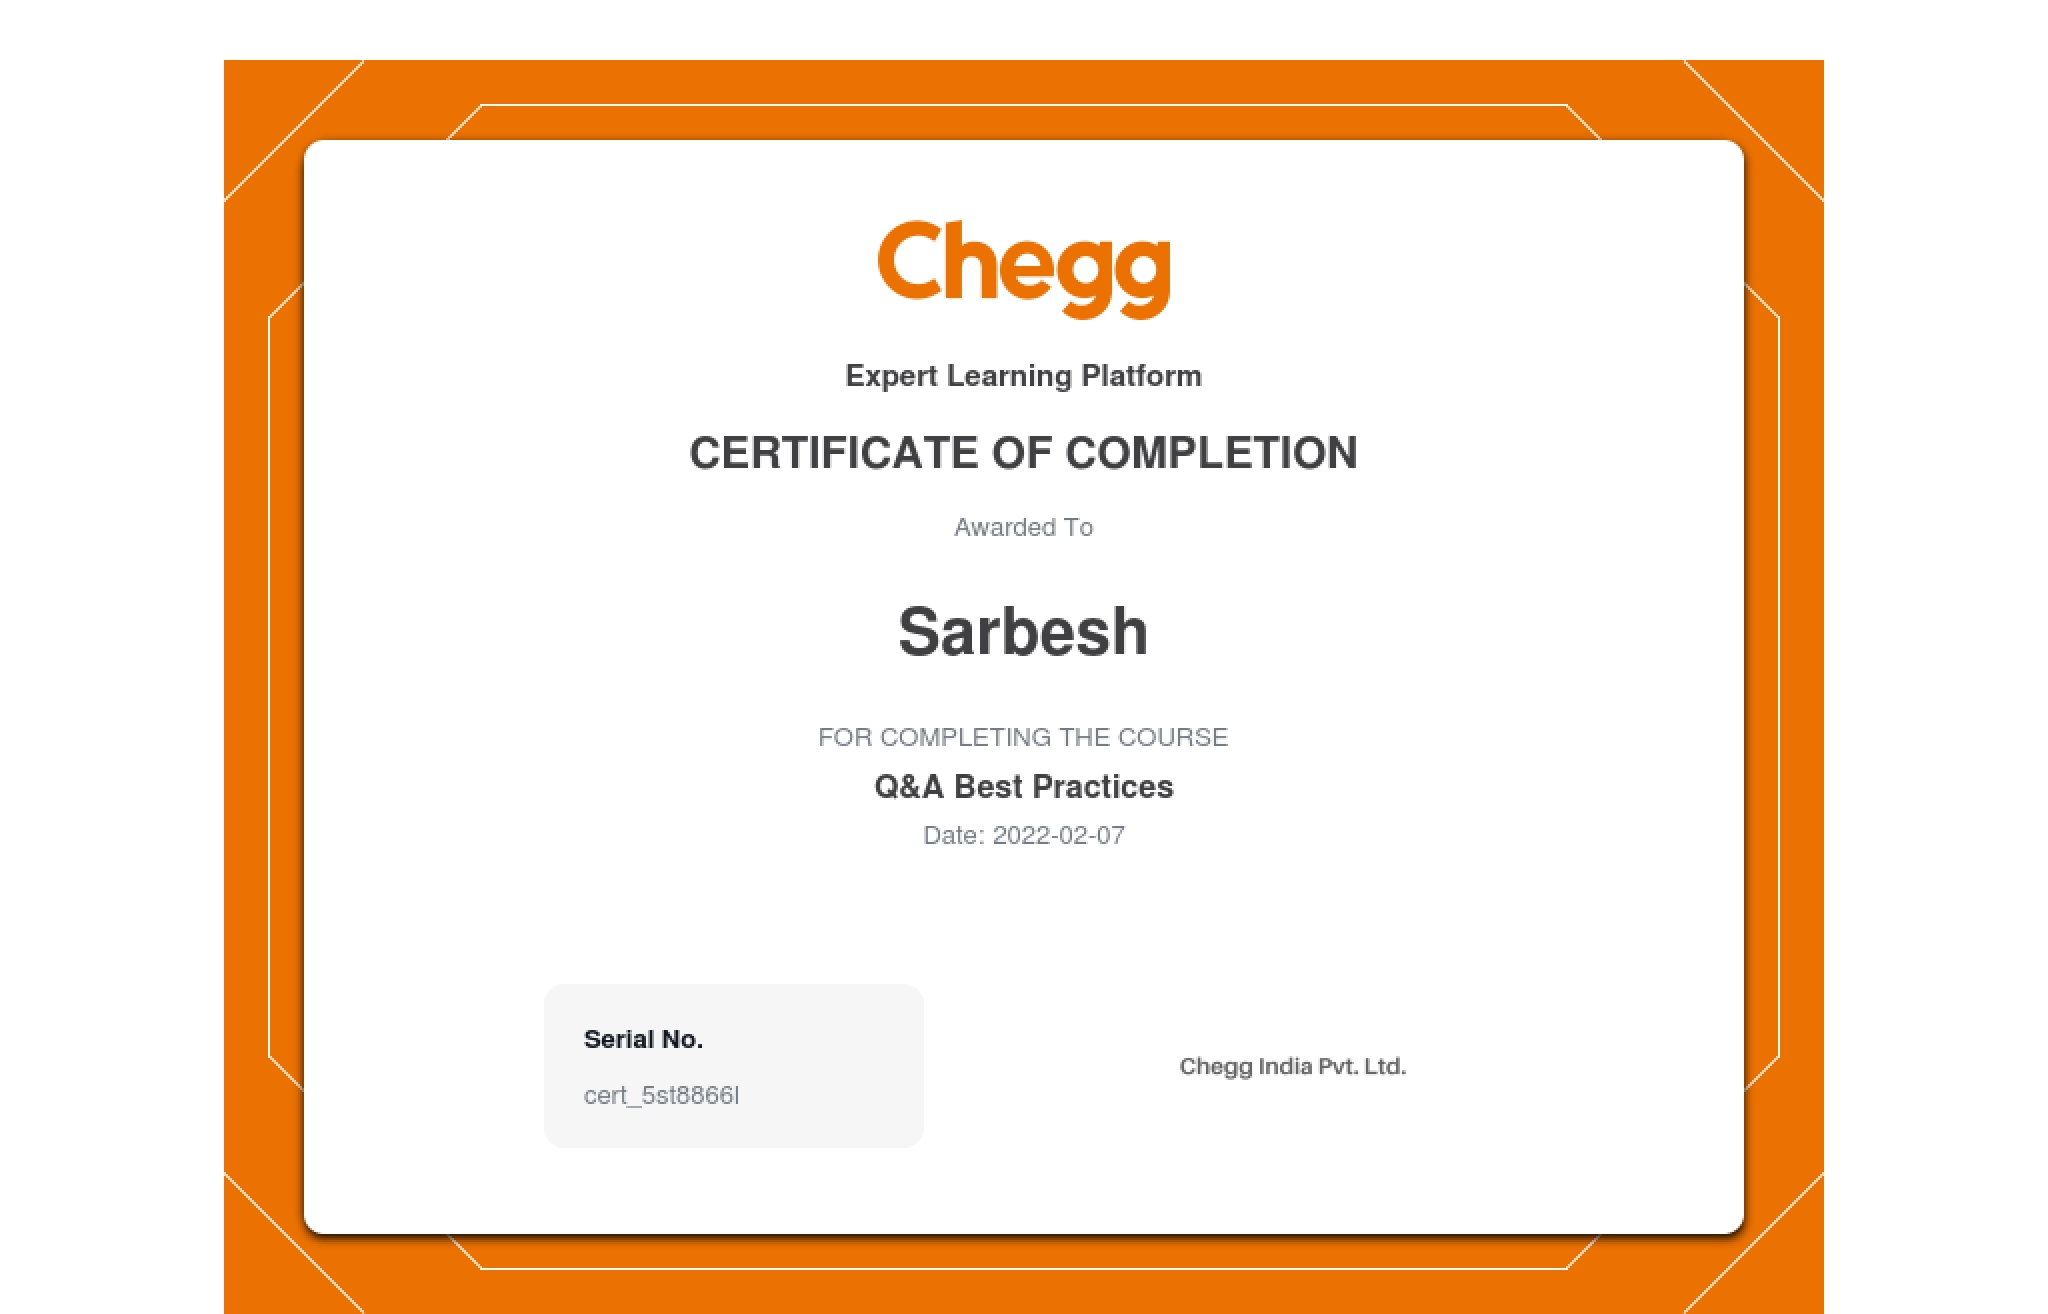 Chegg
Expert Learning Platform
CERTIFICATE OF COMPLETION
Awarded To
Sarbesh
FOR COMPLETING THE COURSE
Q&A Best Practices
Date: 2022-02-07
Serial No.
cert_5st8866l
Chegg India Pvt. Ltd.